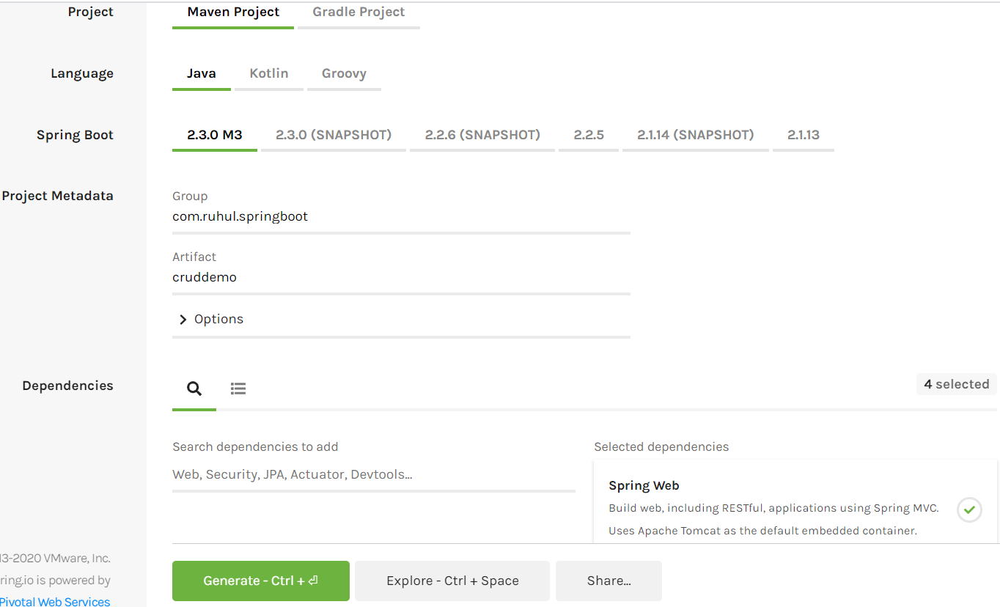 Project
Maven Project Gradle Project
Language
Java Kotlin Groovy
Spring Boot
2.3.0 M3 2.3.0 (SNAPSHOT) 2.2.6 (SNAPSHOT) 2.2.5 2.1.14 (SNAPSHOT) 2.1.13
Project Metadata
Group
com.ruhul.springboot
Artifact
cruddemo
Options
Dependencies
4 selected
Search dependencies to add
Web, Security, JPA, Actuator, Devtools...
Selected dependencies
Spring Web
Build web, including RESTful, applications using Spring MVC.
Uses Apache Tomcat as the default embedded container.
13-2020 VMware, Inc.
ring.io is powered by
Pivotal Web Services
Generate - Ctrl + ⏎
Explore - Ctrl + Space
Share...